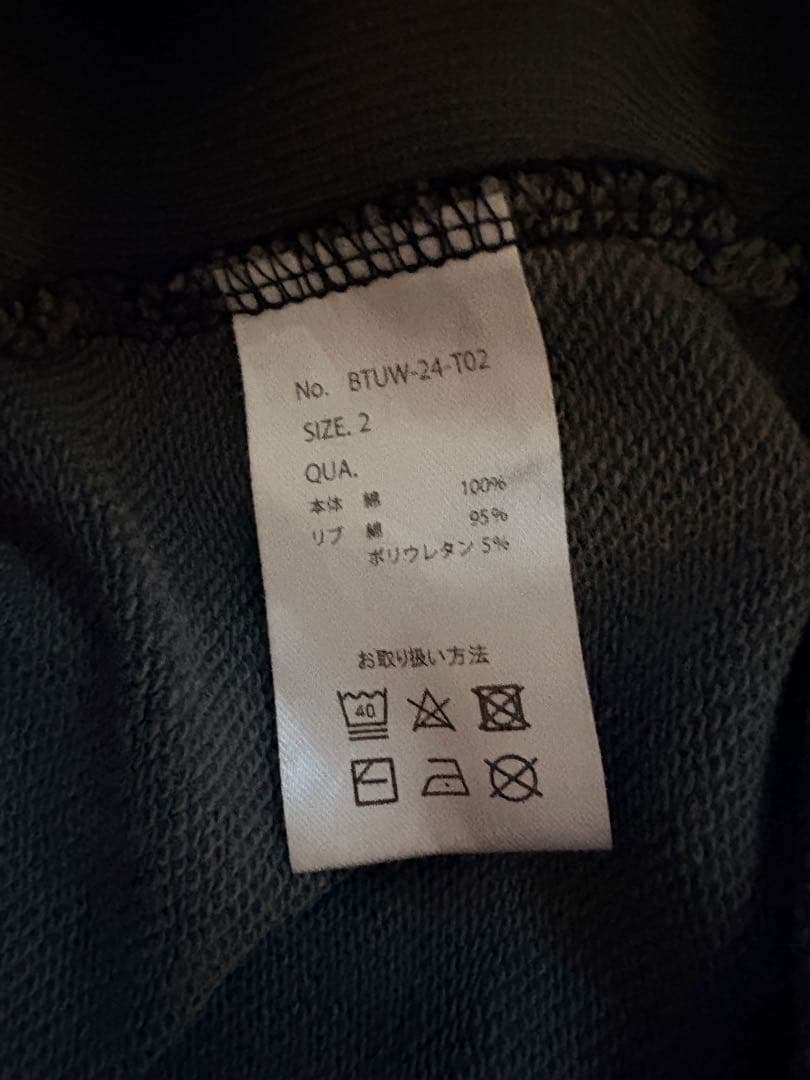 No. BTUW-24-T02
SIZE. 2
QUA.
本体 綿 100%
リブ 綿 95%
ポリウレタン 5%
お取り扱い方法
40